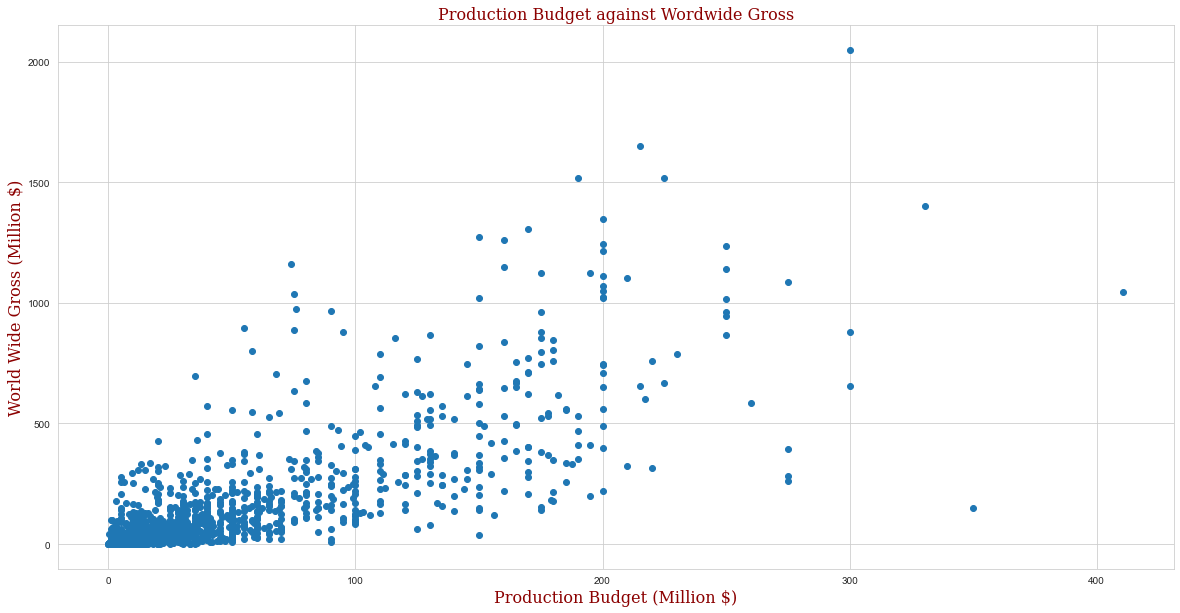 Production Budget against Wordwide Gross
World Wide Gross (Million $)
2000
1500
1000
500
0
0 100 200 300 400
Production Budget (Million $)